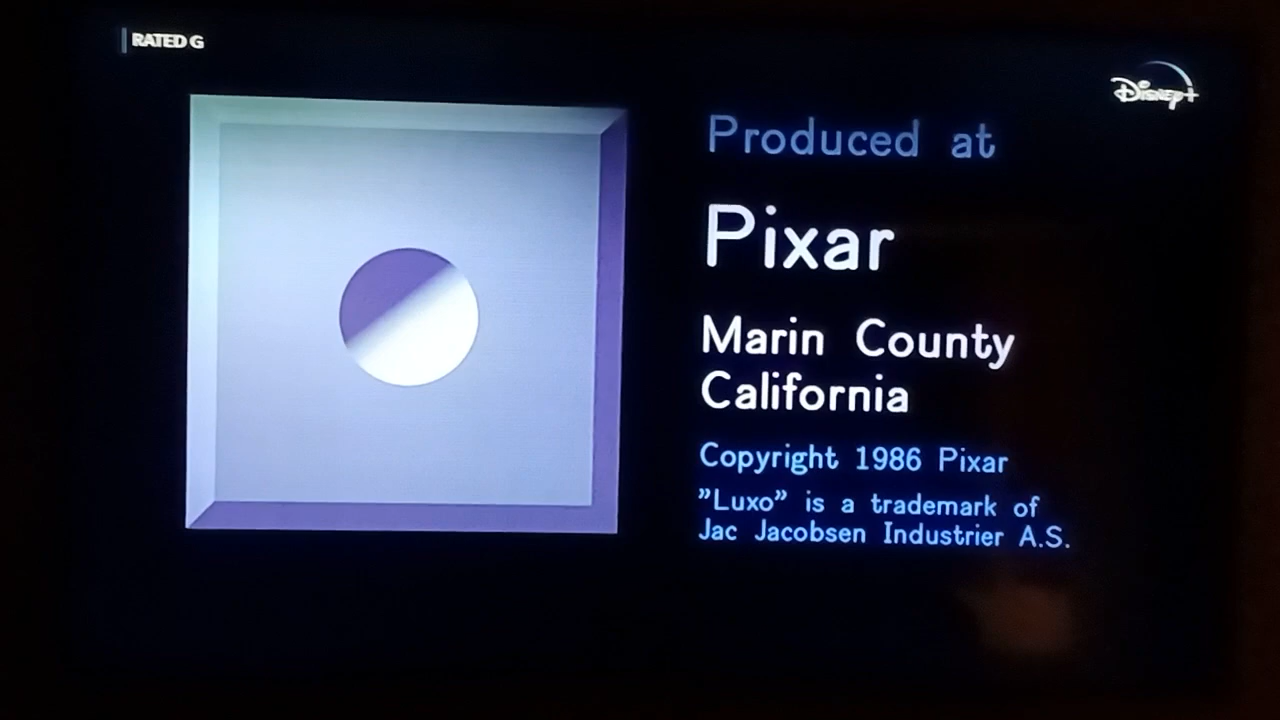 RATED G
Disney+
Produced at
Pixar
Marin County
California
Copyright 1986 Pixar
”Luxo” is a trademark of
Jac Jacobsen Industrier A.S.